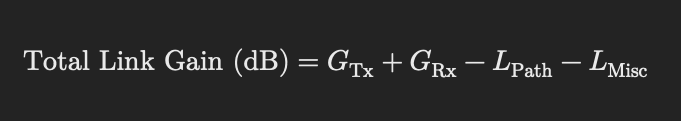 Total Link Gain (dB) = G_Tx + G_Rx − L_Path − L_Misc